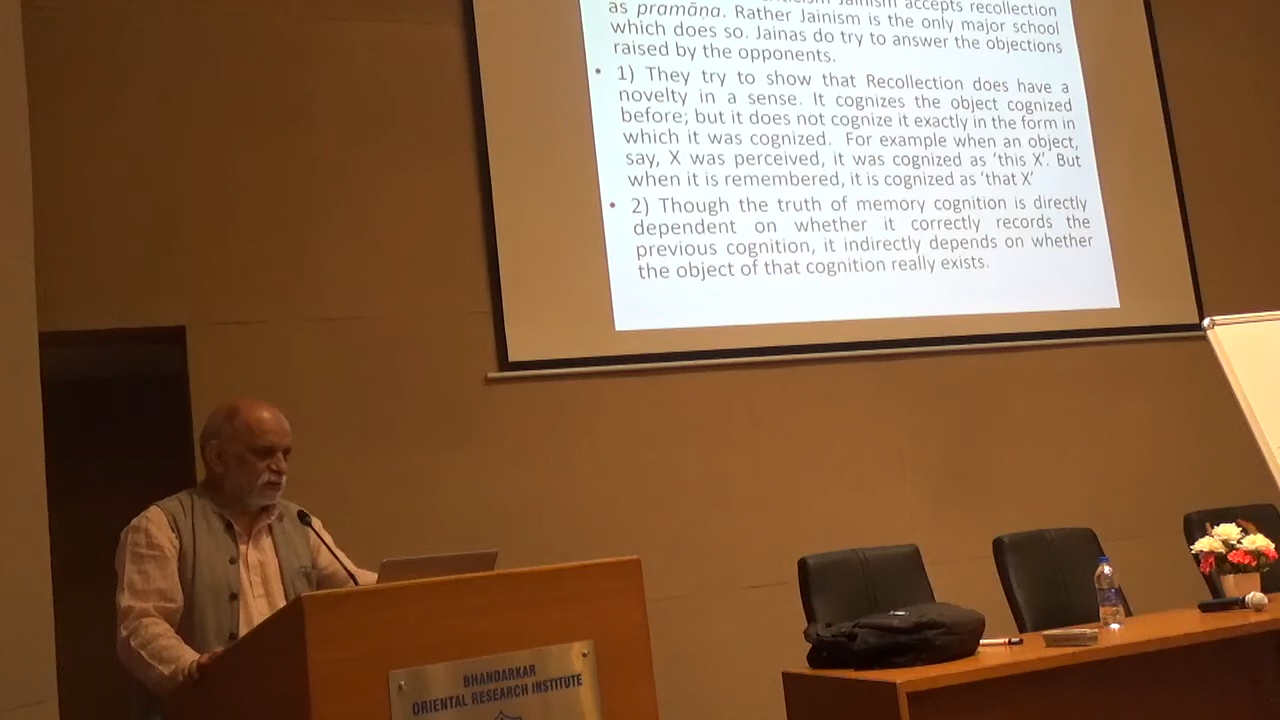 Jainism accepts recollection
as pramāṇa. Rather Jainism is the only major school
which does so. Jainas do try to answer the objections
raised by the opponents.
• 1) They try to show that Recollection does have a
novelty in a sense. It cognizes the object cognized
before; but it does not cognize it exactly in the form in
which it was cognized. For example when an object,
say, X was perceived, it was cognized as ‘this X’. But
when it is remembered, it is cognized as ‘that X’
• 2) Though the truth of memory cognition is directly
dependent on whether it correctly records the
previous cognition, it indirectly depends on whether
the object of that cognition really exists.
BHANDARKAR
ORIENTAL RESEARCH INSTITUTE